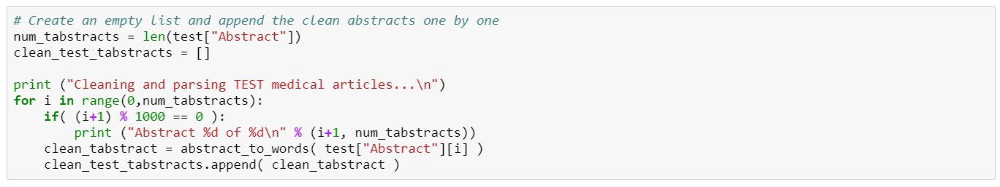 # Create an empty list and append the clean abstracts one by one
num_tabstracts = len(test["Abstract"])
clean_test_tabstracts = []

print ("Cleaning and parsing TEST medical articles...\n")
for i in range(0,num_tabstracts):
    if( (i+1) % 1000 == 0 ):
        print ("Abstract %d of %d\n" % (i+1, num_tabstracts))
    clean_tabstract = abstract_to_words( test["Abstract"][i] )
    clean_test_tabstracts.append( clean_tabstract )